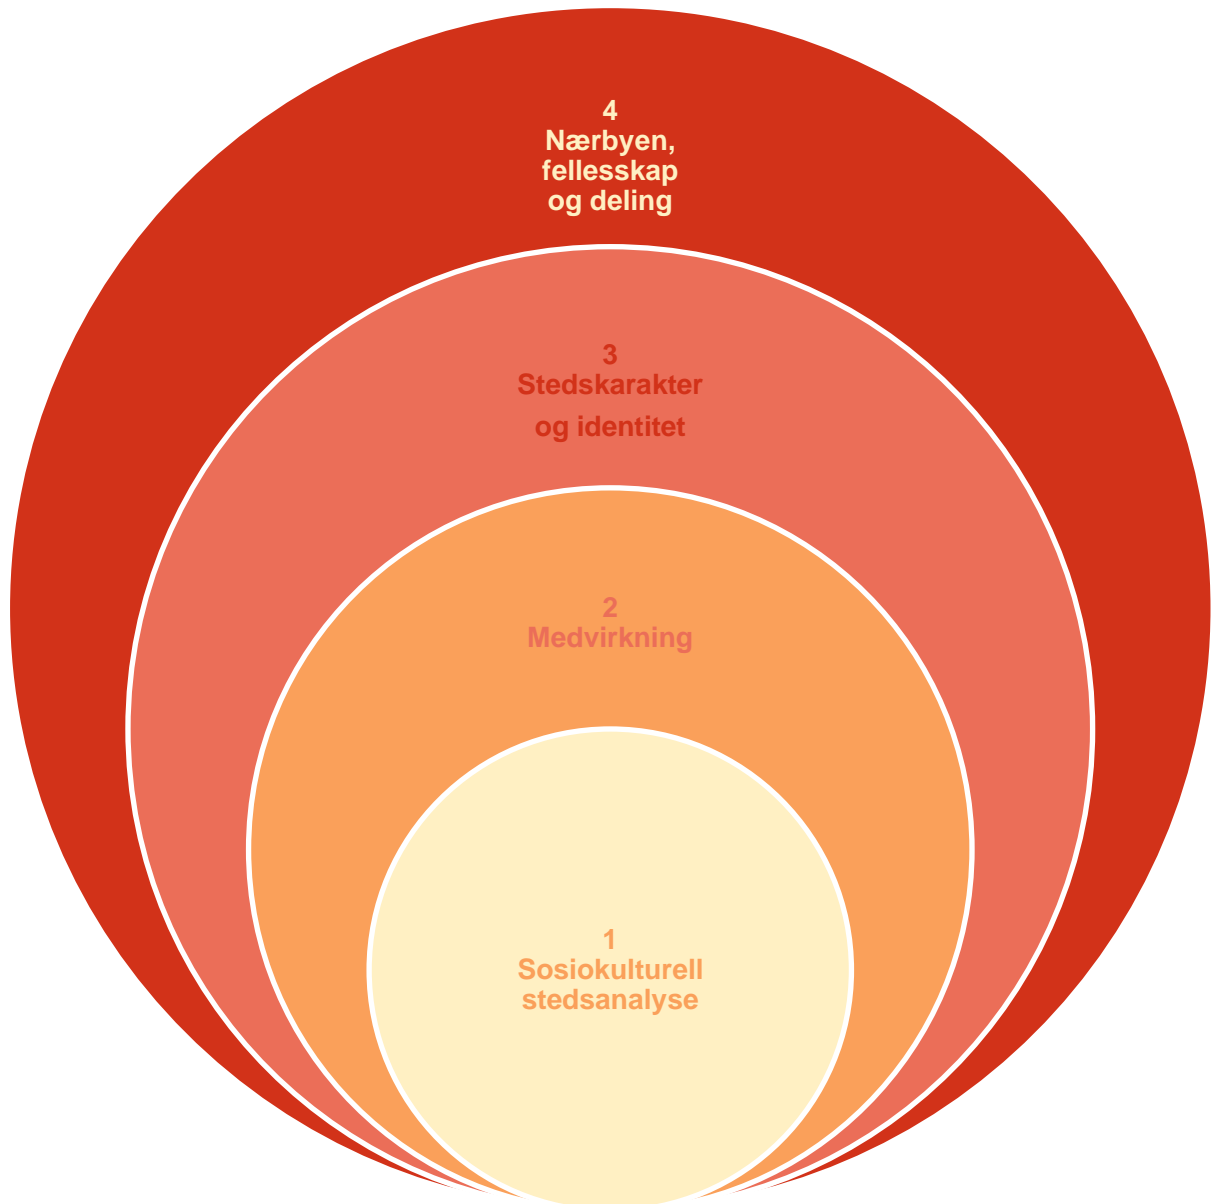 4
Nærbyen,
fellesskap
og deling
3
Stedskarakter
og identitet
2
Medvirkning
1
Sosiokulturell
stedsanalyse